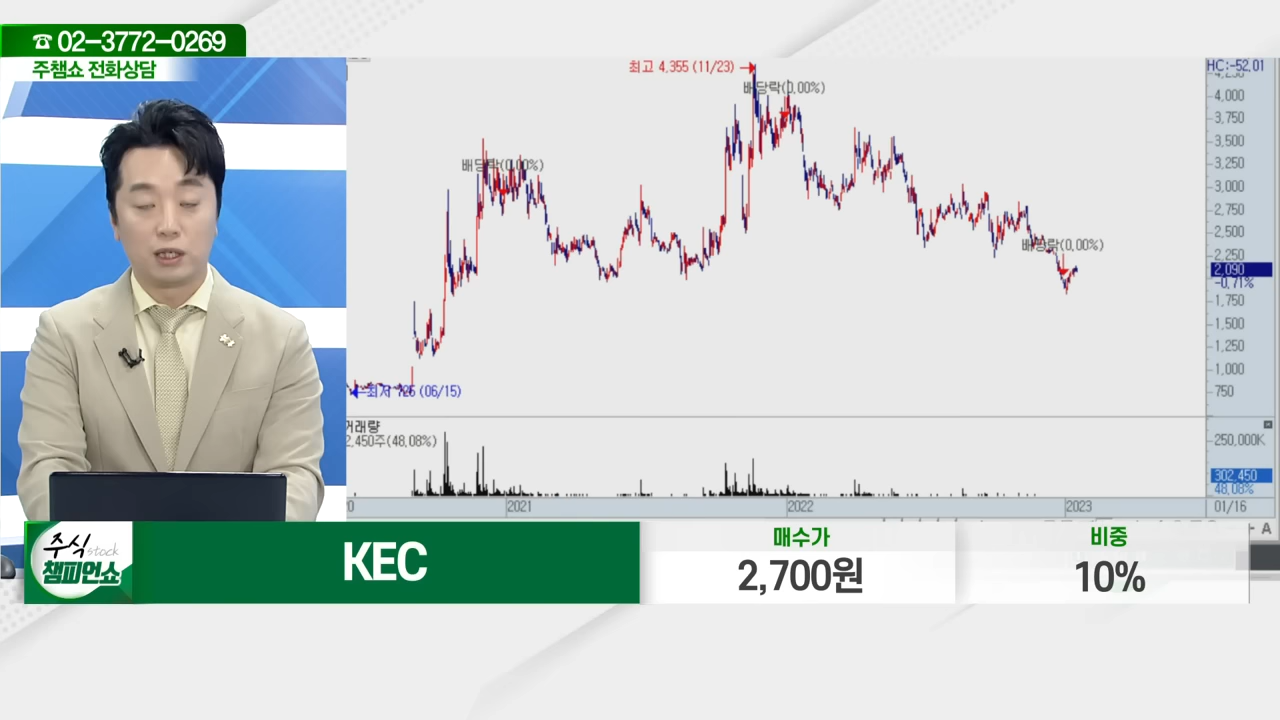 ☎ 02-3772-0269
주챔쇼 전화상담
최고 4,355 (11/23)
배당락(0,00%)
배당락(0,00%)
배당락(0,00%)
최저 725 (06/15)
HC:-52,01
4,250
4,000
3,750
3,500
3,250
3,000
2,750
2,500
2,250
2,090
-0,71%
1,750
1,500
1,250
1,000
750
거래량
2,450주(48,08%)
250,000K
302,450
48,08%
2021
2022
2023
01/16
A
주식 stock
챔피언쇼
KEC
매수가
2,700원
비중
10%